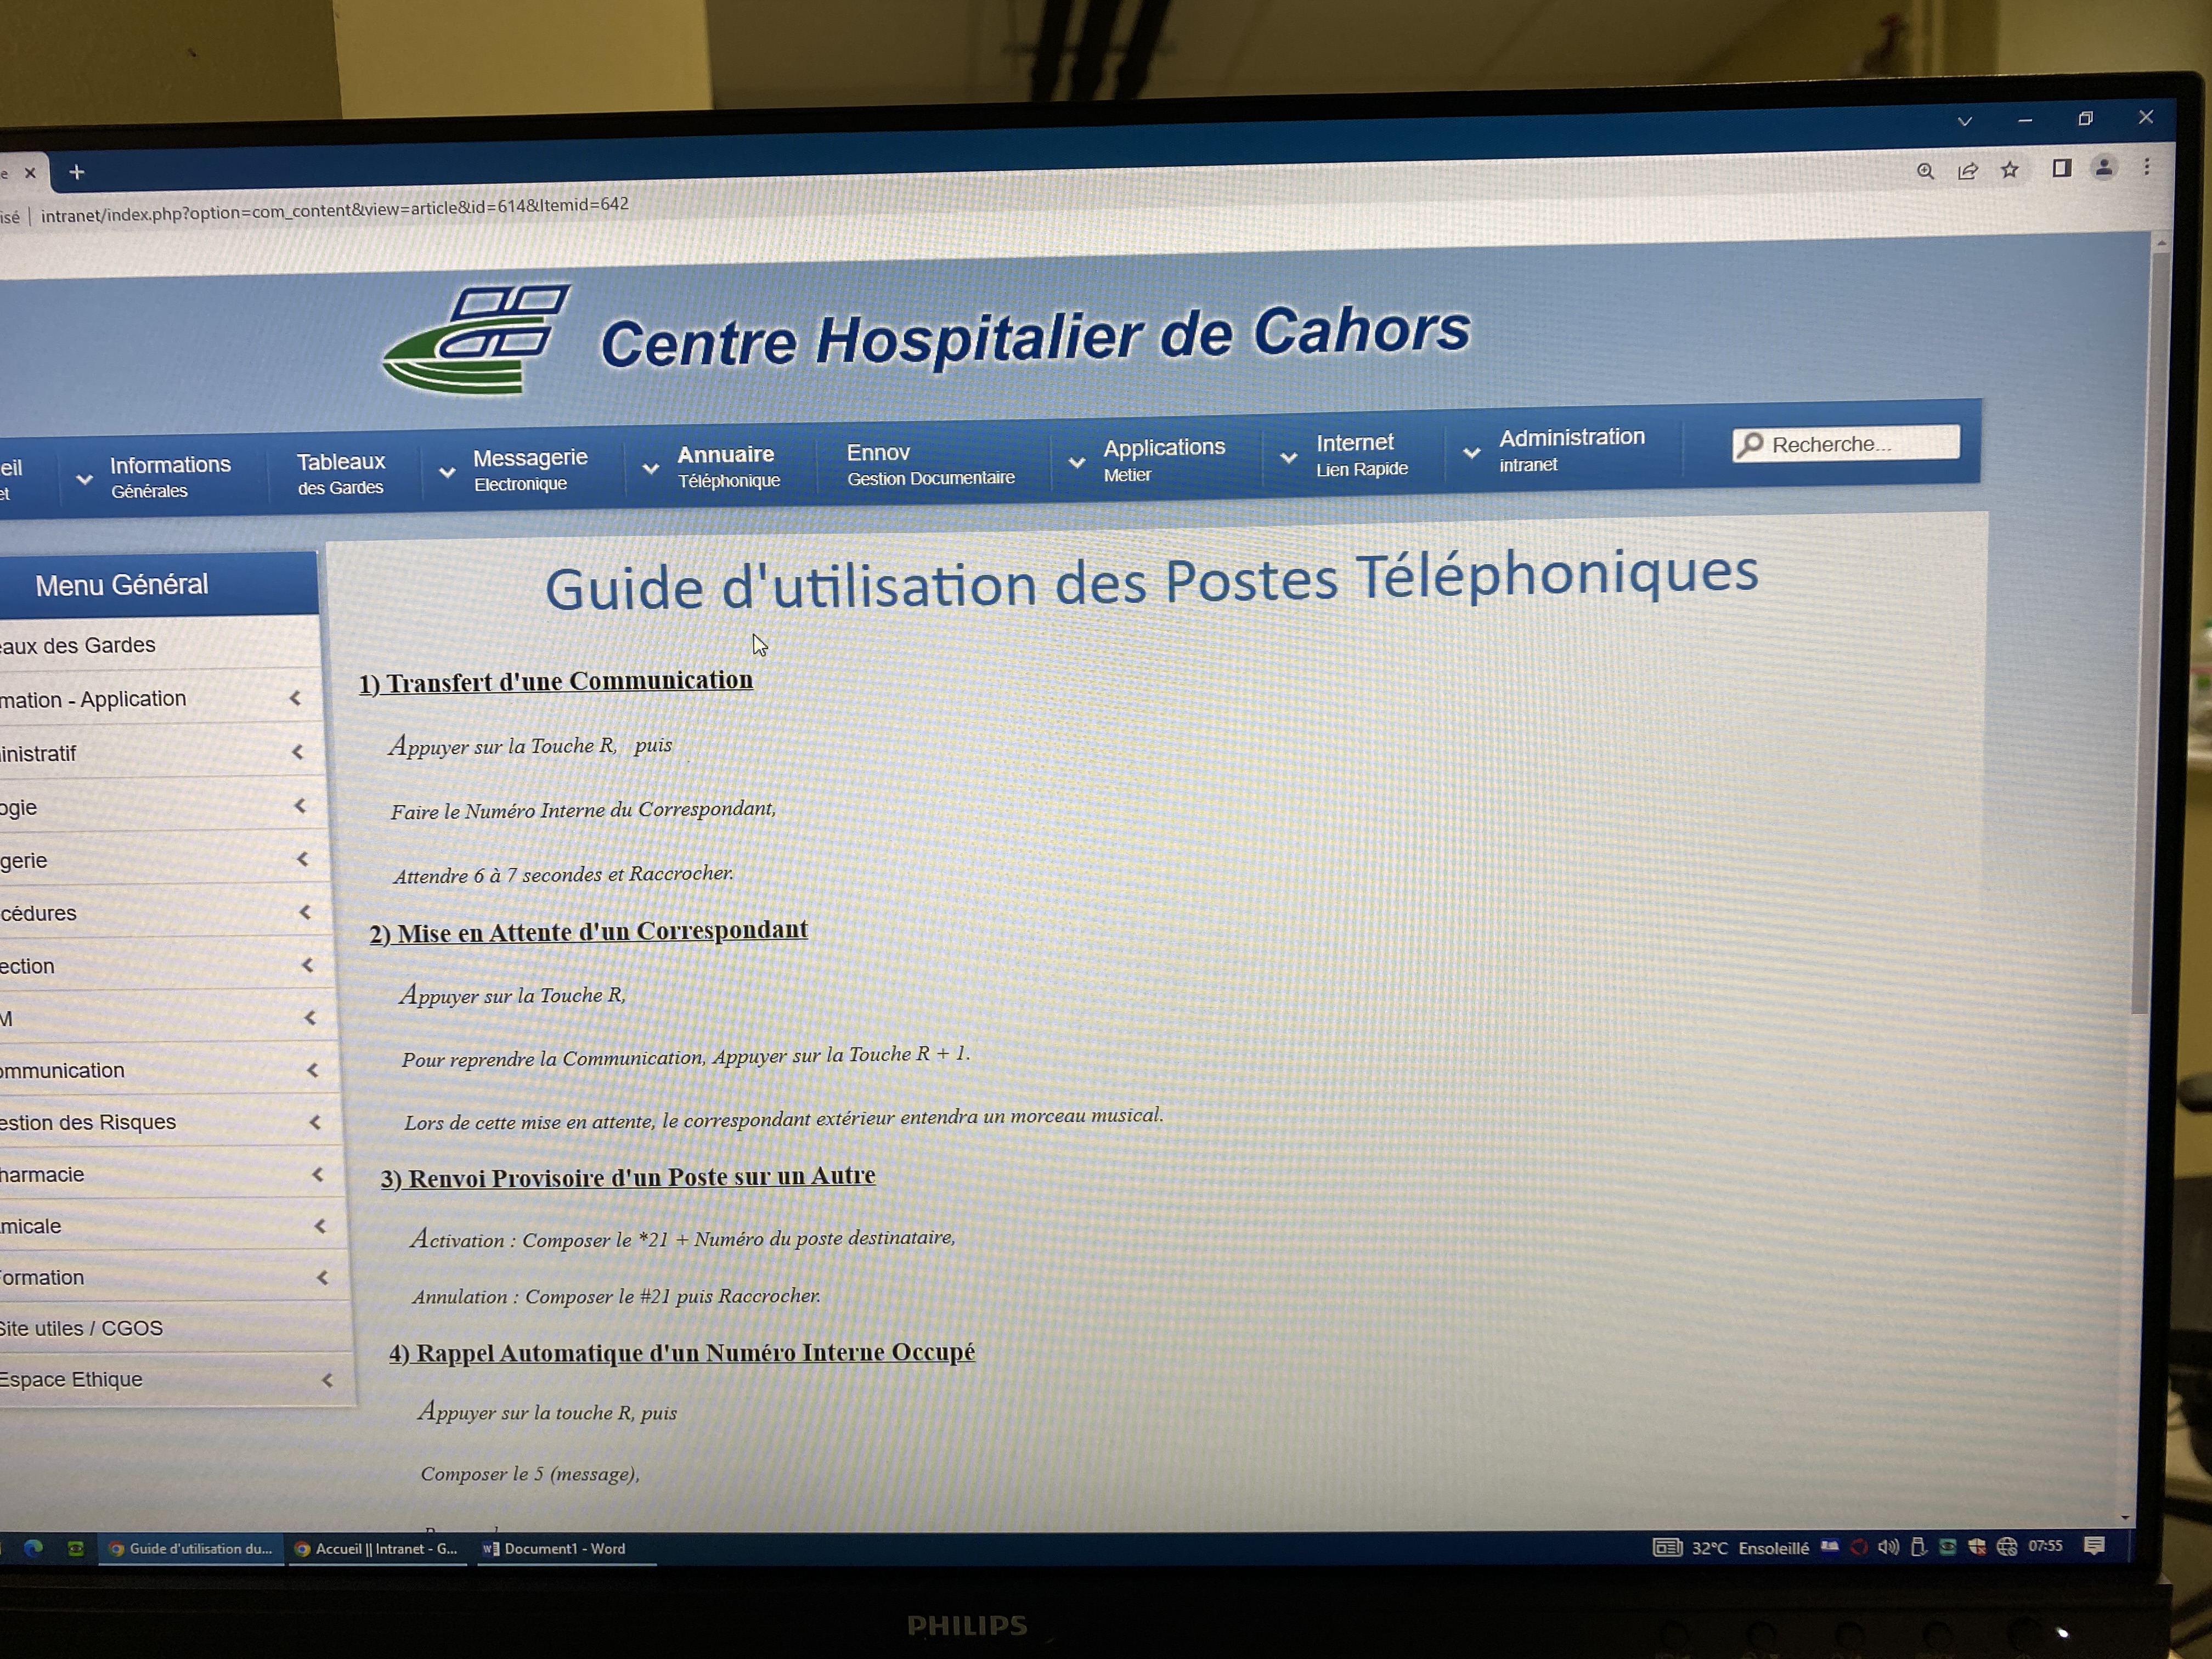 intranet/index.php?option=com_content&view=article&id=614&Itemid=642
Centre Hospitalier de Cahors
Informations
Générales
Tableaux
des Gardes
Messagerie
Electronique
Annuaire
Téléphonique
Ennov
Gestion Documentaire
Applications
Metier
Internet
Lien Rapide
Administration
intranet
Recherche...
Menu Général
eaux des Gardes
mation - Application
inistratif
ogie
gerie
cédures
ection
M
ommunication
estion des Risques
harmacie
micale
ormation
Site utiles / CGOS
Espace Ethique
Guide d'utilisation des Postes Téléphoniques
1) Transfert d'une Communication
Appuyer sur la Touche R, puis
Faire le Numéro Interne du Correspondant,
Attendre 6 à 7 secondes et Raccrocher.
2) Mise en Attente d'un Correspondant
Appuyer sur la Touche R,
Pour reprendre la Communication, Appuyer sur la Touche R + 1.
Lors de cette mise en attente, le correspondant extérieur entendra un morceau musical.
3) Renvoi Provisoire d'un Poste sur un Autre
Activation : Composer le *21 + Numéro du poste destinataire,
Annulation : Composer le #21 puis Raccrocher.
4) Rappel Automatique d'un Numéro Interne Occupé
Appuyer sur la touche R, puis
Composer le 5 (message),
Guide d'utilisation du...
Accueil || Intranet - G...
Document1 - Word
32°C Ensoleillé
07:55
PHILIPS